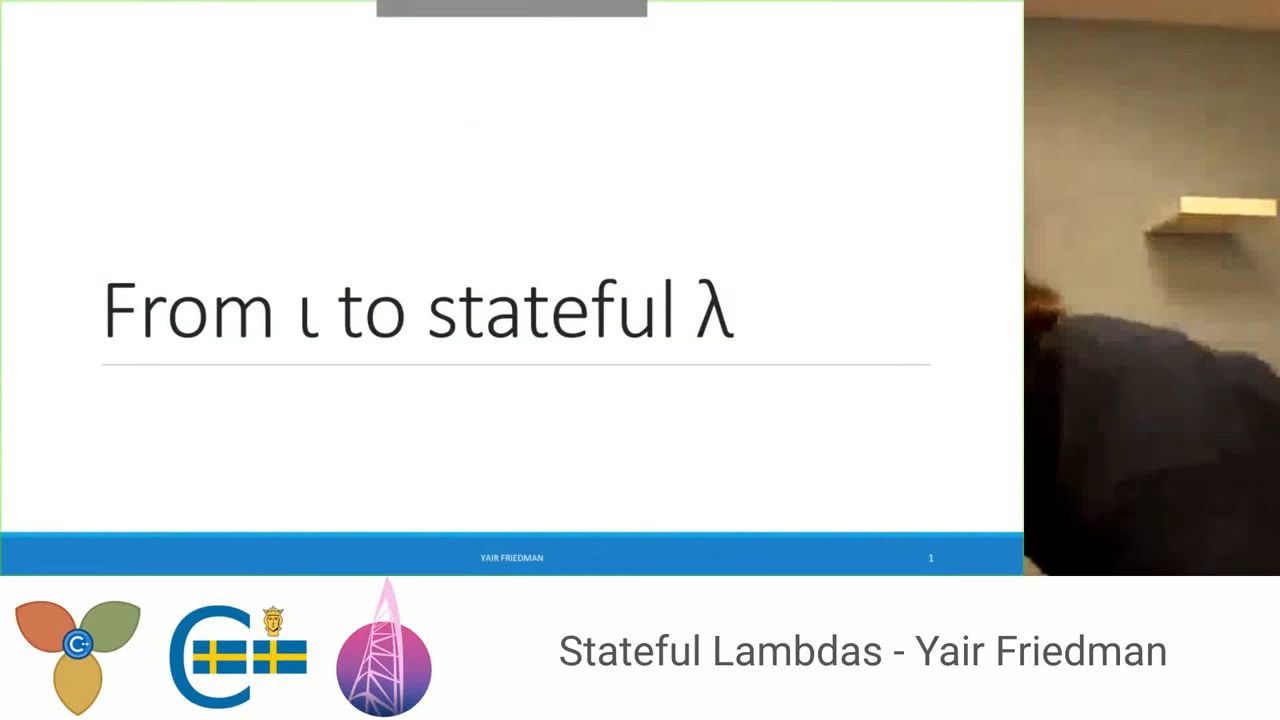 From ι to stateful λ
YAIR FRIEDMAN
1
C++
C
Stateful Lambdas - Yair Friedman